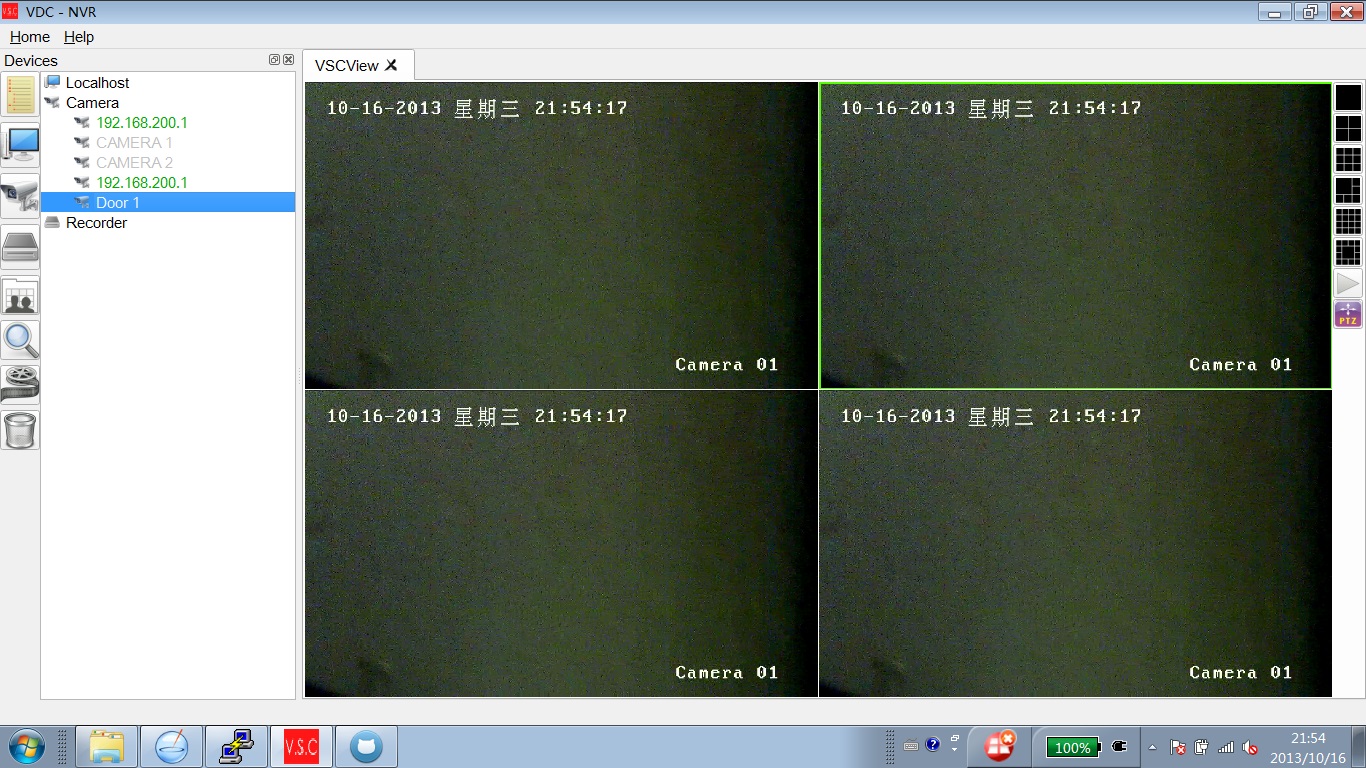 VDC - NVR
Home Help
Devices
VSCView
Localhost
Camera
192.168.200.1
CAMERA 1
CAMERA 2
192.168.200.1
Door 1
Recorder
10-16-2013 星期三 21:54:17
Camera 01
10-16-2013 星期三 21:54:17
Camera 01
10-16-2013 星期三 21:54:17
Camera 01
10-16-2013 星期三 21:54:17
Camera 01
PTZ
V.S.C
100%
21:54
2013/10/16